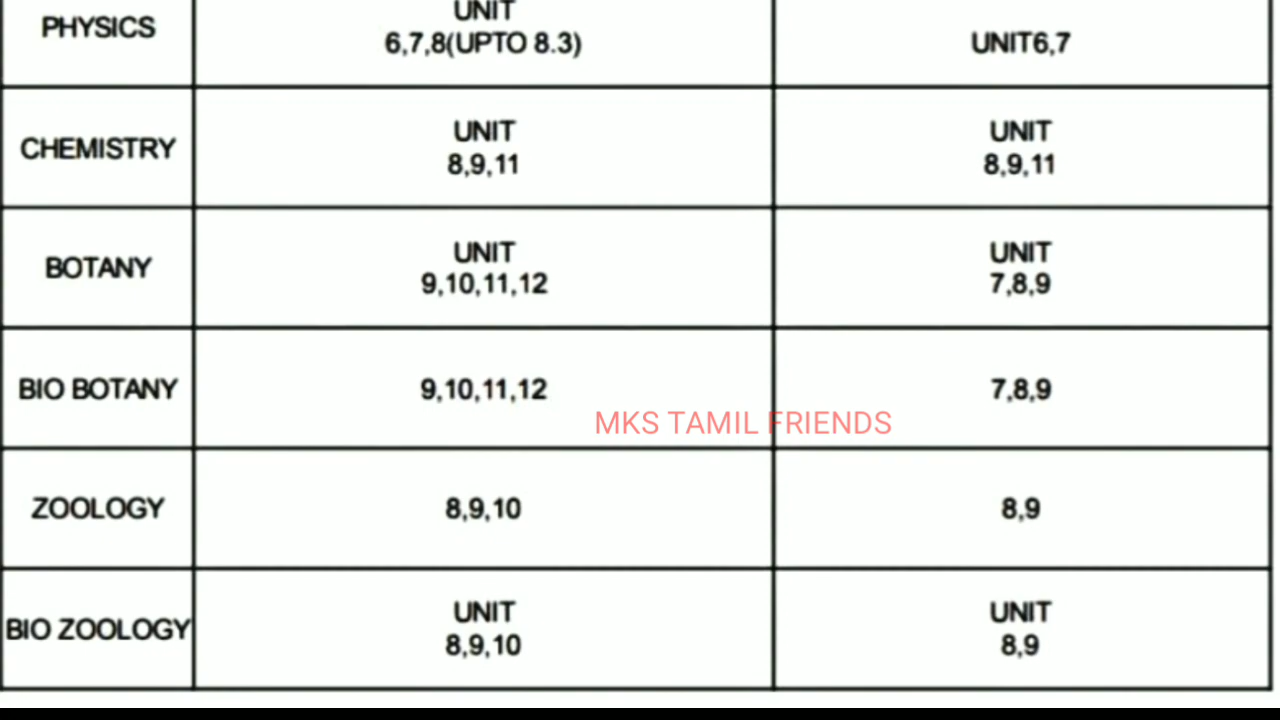 PHYSICS
UNIT
6,7,8(UPTO 8.3)
UNIT6,7
CHEMISTRY
UNIT
8,9,11
UNIT
8,9,11
BOTANY
UNIT
9,10,11,12
UNIT
7,8,9
BIO BOTANY
9,10,11,12
7,8,9
MKS TAMIL FRIENDS
ZOOLOGY
8,9,10
8,9
BIO ZOOLOGY
UNIT
8,9,10
UNIT
8,9